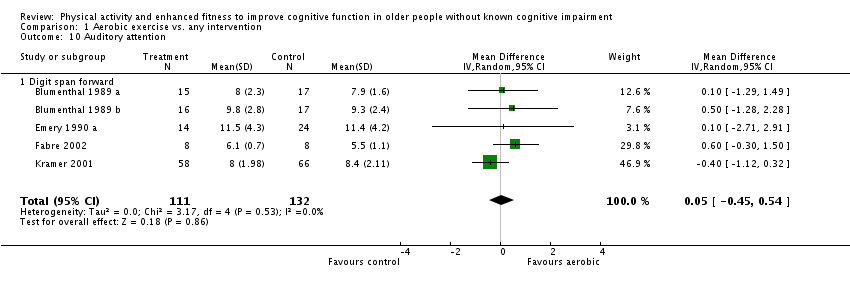 Review: Physical activity and enhanced fitness to improve cognitive function in older people without known cognitive impairment
Comparison: 1 Aerobic exercise vs. any intervention
Outcome: 10 Auditory attention
Study or subgroup Treatment Control Mean Difference Weight Mean Difference
N Mean(SD) N Mean(SD) IV,Random,95% CI IV,Random,95% CI
1 Digit span forward
Blumenthal 1989 a 15 8 (2.3) 17 7.9 (1.6) 12.6 % 0.10 [ -1.29, 1.49 ]
Blumenthal 1989 b 16 9.8 (2.8) 17 9.3 (2.4) 7.6 % 0.50 [ -1.28, 2.28 ]
Emery 1990 a 14 11.5 (4.3) 24 11.4 (4.2) 3.1 % 0.10 [ -2.71, 2.91 ]
Fabre 2002 8 6.1 (0.7) 8 5.5 (1.1) 29.8 % 0.60 [ -0.30, 1.50 ]
Kramer 2001 58 8 (1.98) 66 8.4 (2.11) 46.9 % -0.40 [ -1.12, 0.32 ]
Total (95% CI) 111 132 100.0 % 0.05 [ -0.45, 0.54 ]
Heterogeneity: Tau² = 0.0; Chi² = 3.17, df = 4 (P = 0.53); I² =0.0%
Test for overall effect: Z = 0.18 (P = 0.86)
-4 -2 0 2 4
Favours control Favours aerobic